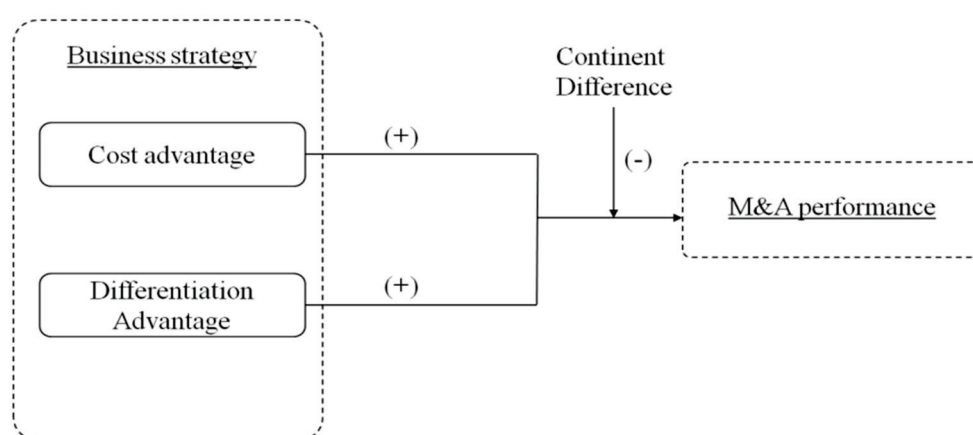 Business strategy
Continent
Difference
Cost advantage
(+)
(-)
M&A performance
Differentiation
Advantage
(+)